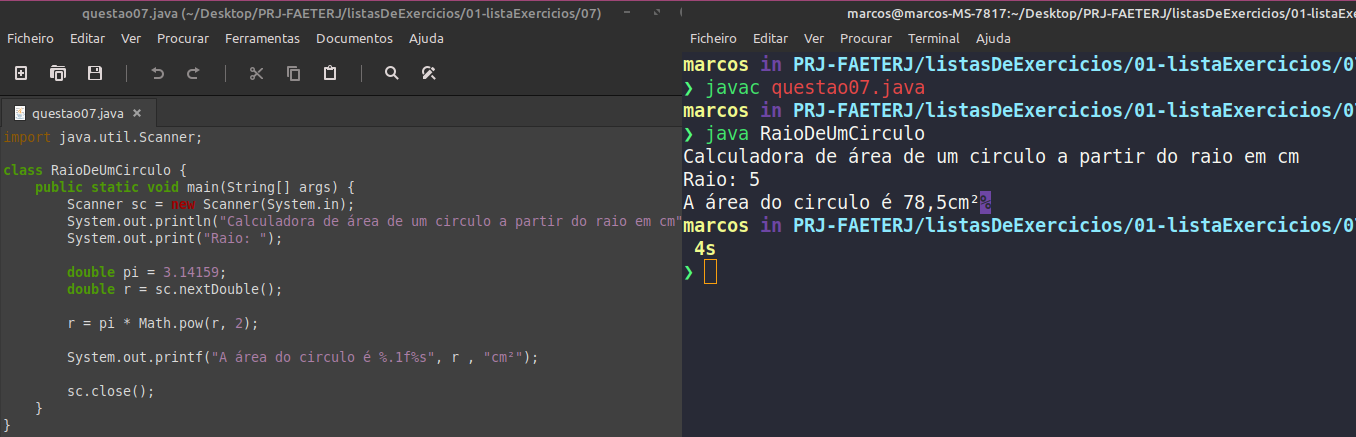 questao07.java (~/Desktop/PRJ-FAETERJ/listasDeExercicios/01-listaExercicios/07)
Ficheiro Editar Ver Procurar Ferramentas Documentos Ajuda
questao07.java ×
import java.util.Scanner;
class RaioDeUmCirculo {
public static void main(String[] args) {
Scanner sc = new Scanner(System.in);
System.out.println("Calculadora de área de um circulo a partir do raio em cm"
System.out.print("Raio: ");
double pi = 3.14159;
double r = sc.nextDouble();
r = pi * Math.pow(r, 2);
System.out.printf("A área do circulo é %.1f%s", r , "cm²");
sc.close();
}
}
marcos@marcos-MS-7817:~/Desktop/PRJ-FAETERJ/listasDeExercicios/01-listaExe
Ficheiro Editar Ver Procurar Terminal Ajuda
marcos in PRJ-FAETERJ/listasDeExercicios/01-listaExercicios/0
❯ javac questao07.java
marcos in PRJ-FAETERJ/listasDeExercicios/01-listaExercicios/0
❯ java RaioDeUmCirculo
Calculadora de área de um circulo a partir do raio em cm
Raio: 5
A área do circulo é 78,5cm²%
marcos in PRJ-FAETERJ/listasDeExercicios/01-listaExercicios/0
4s
❯